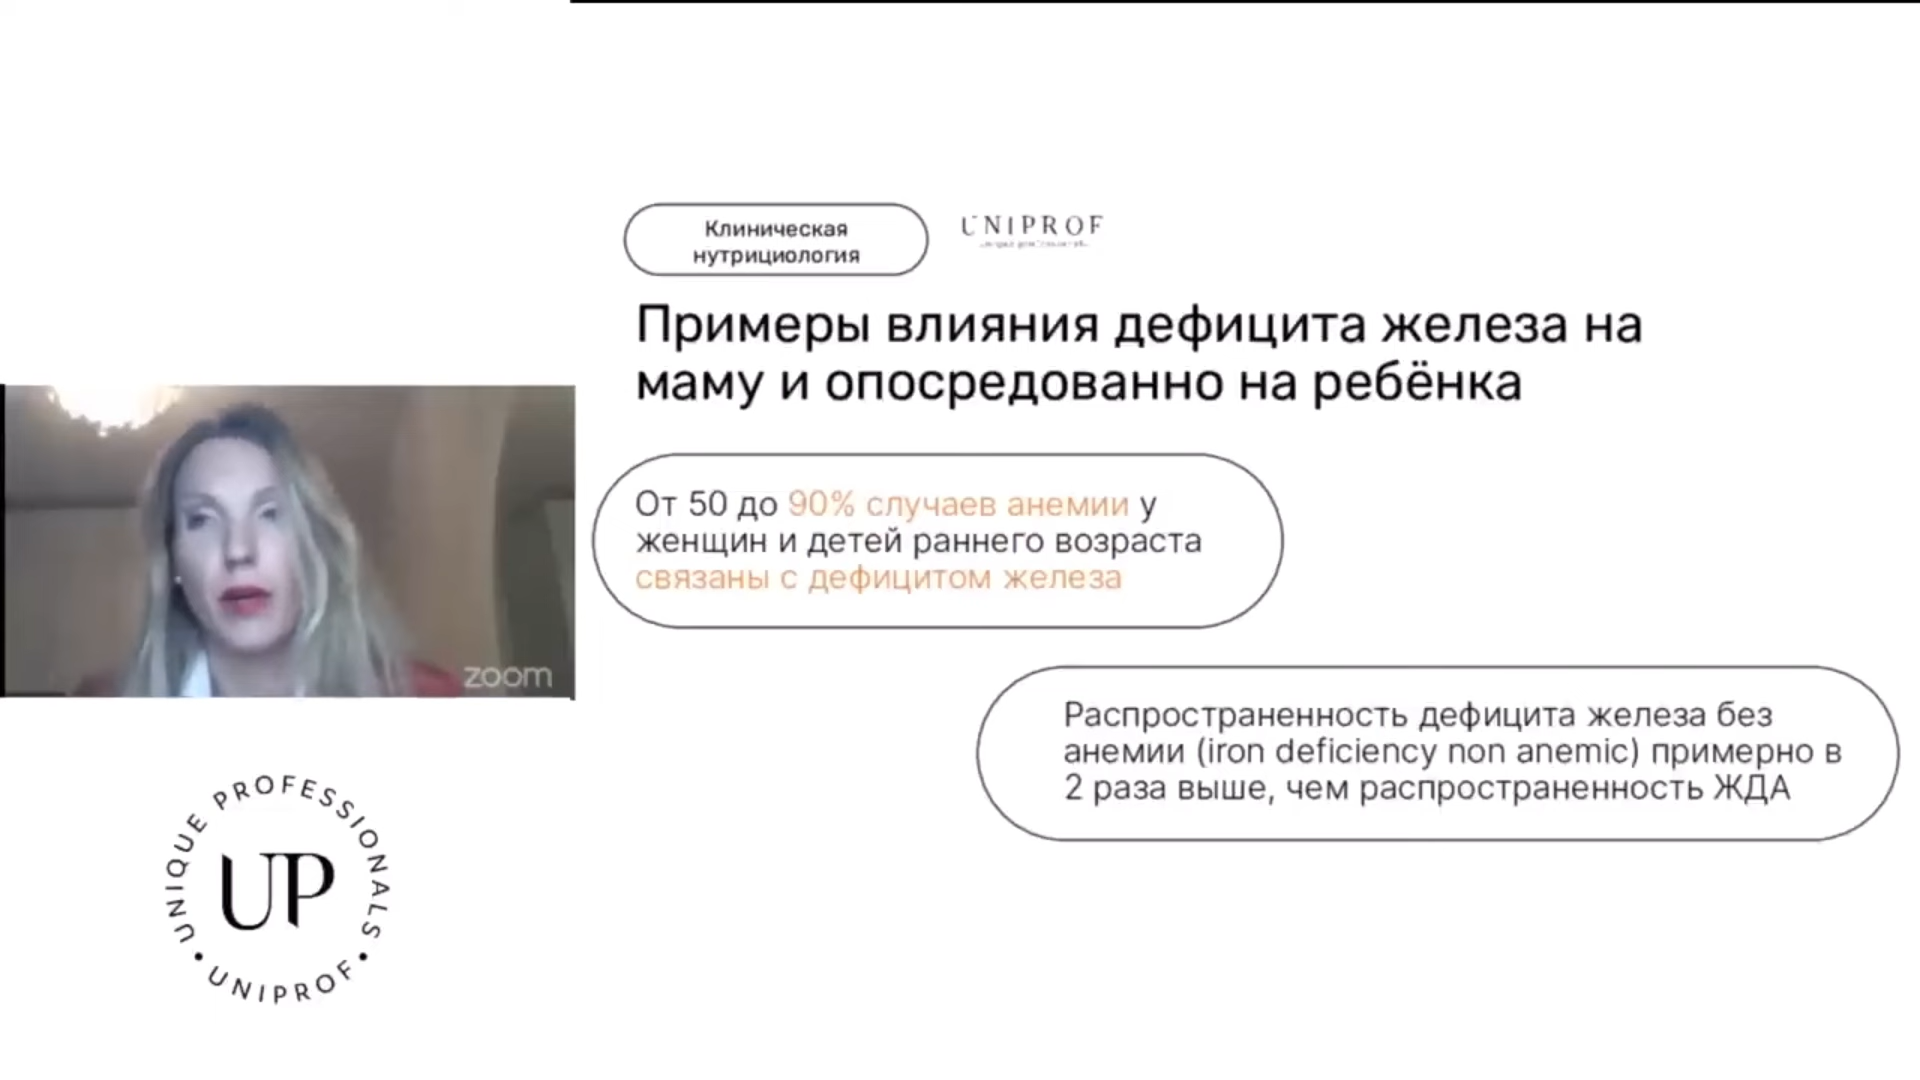 Клиническая
нутрициология
UNIPROF
Примеры влияния дефицита железа на
маму и опосредованно на ребёнка
От 50 до 90% случаев анемии у
женщин и детей раннего возраста
связаны с дефицитом железа
Распространенность дефицита железа без
анемии (iron deficiency non anemic) примерно в
2 раза выше, чем распространенность ЖДА
zoom
UNIQUE PROFESSIONALS
UP
• UNIPROF •